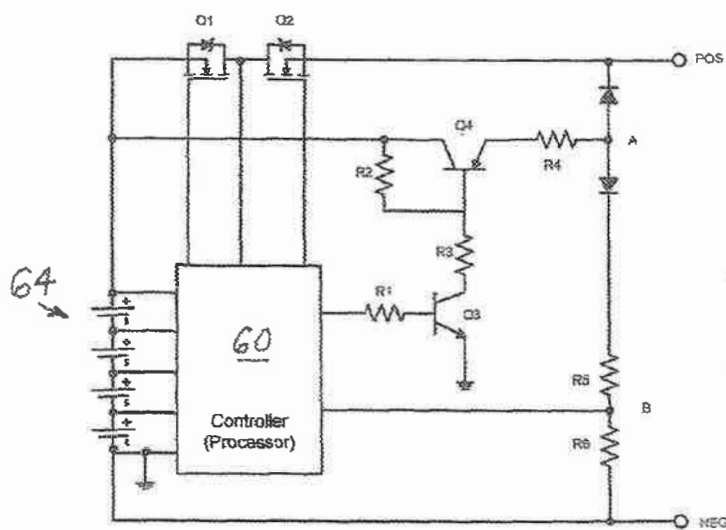 Q1
Q2
POS
Q4
A
R4
R2
R3
64
R1
Q3
60
R5
B
R6
Controller
(Processor)
NEG